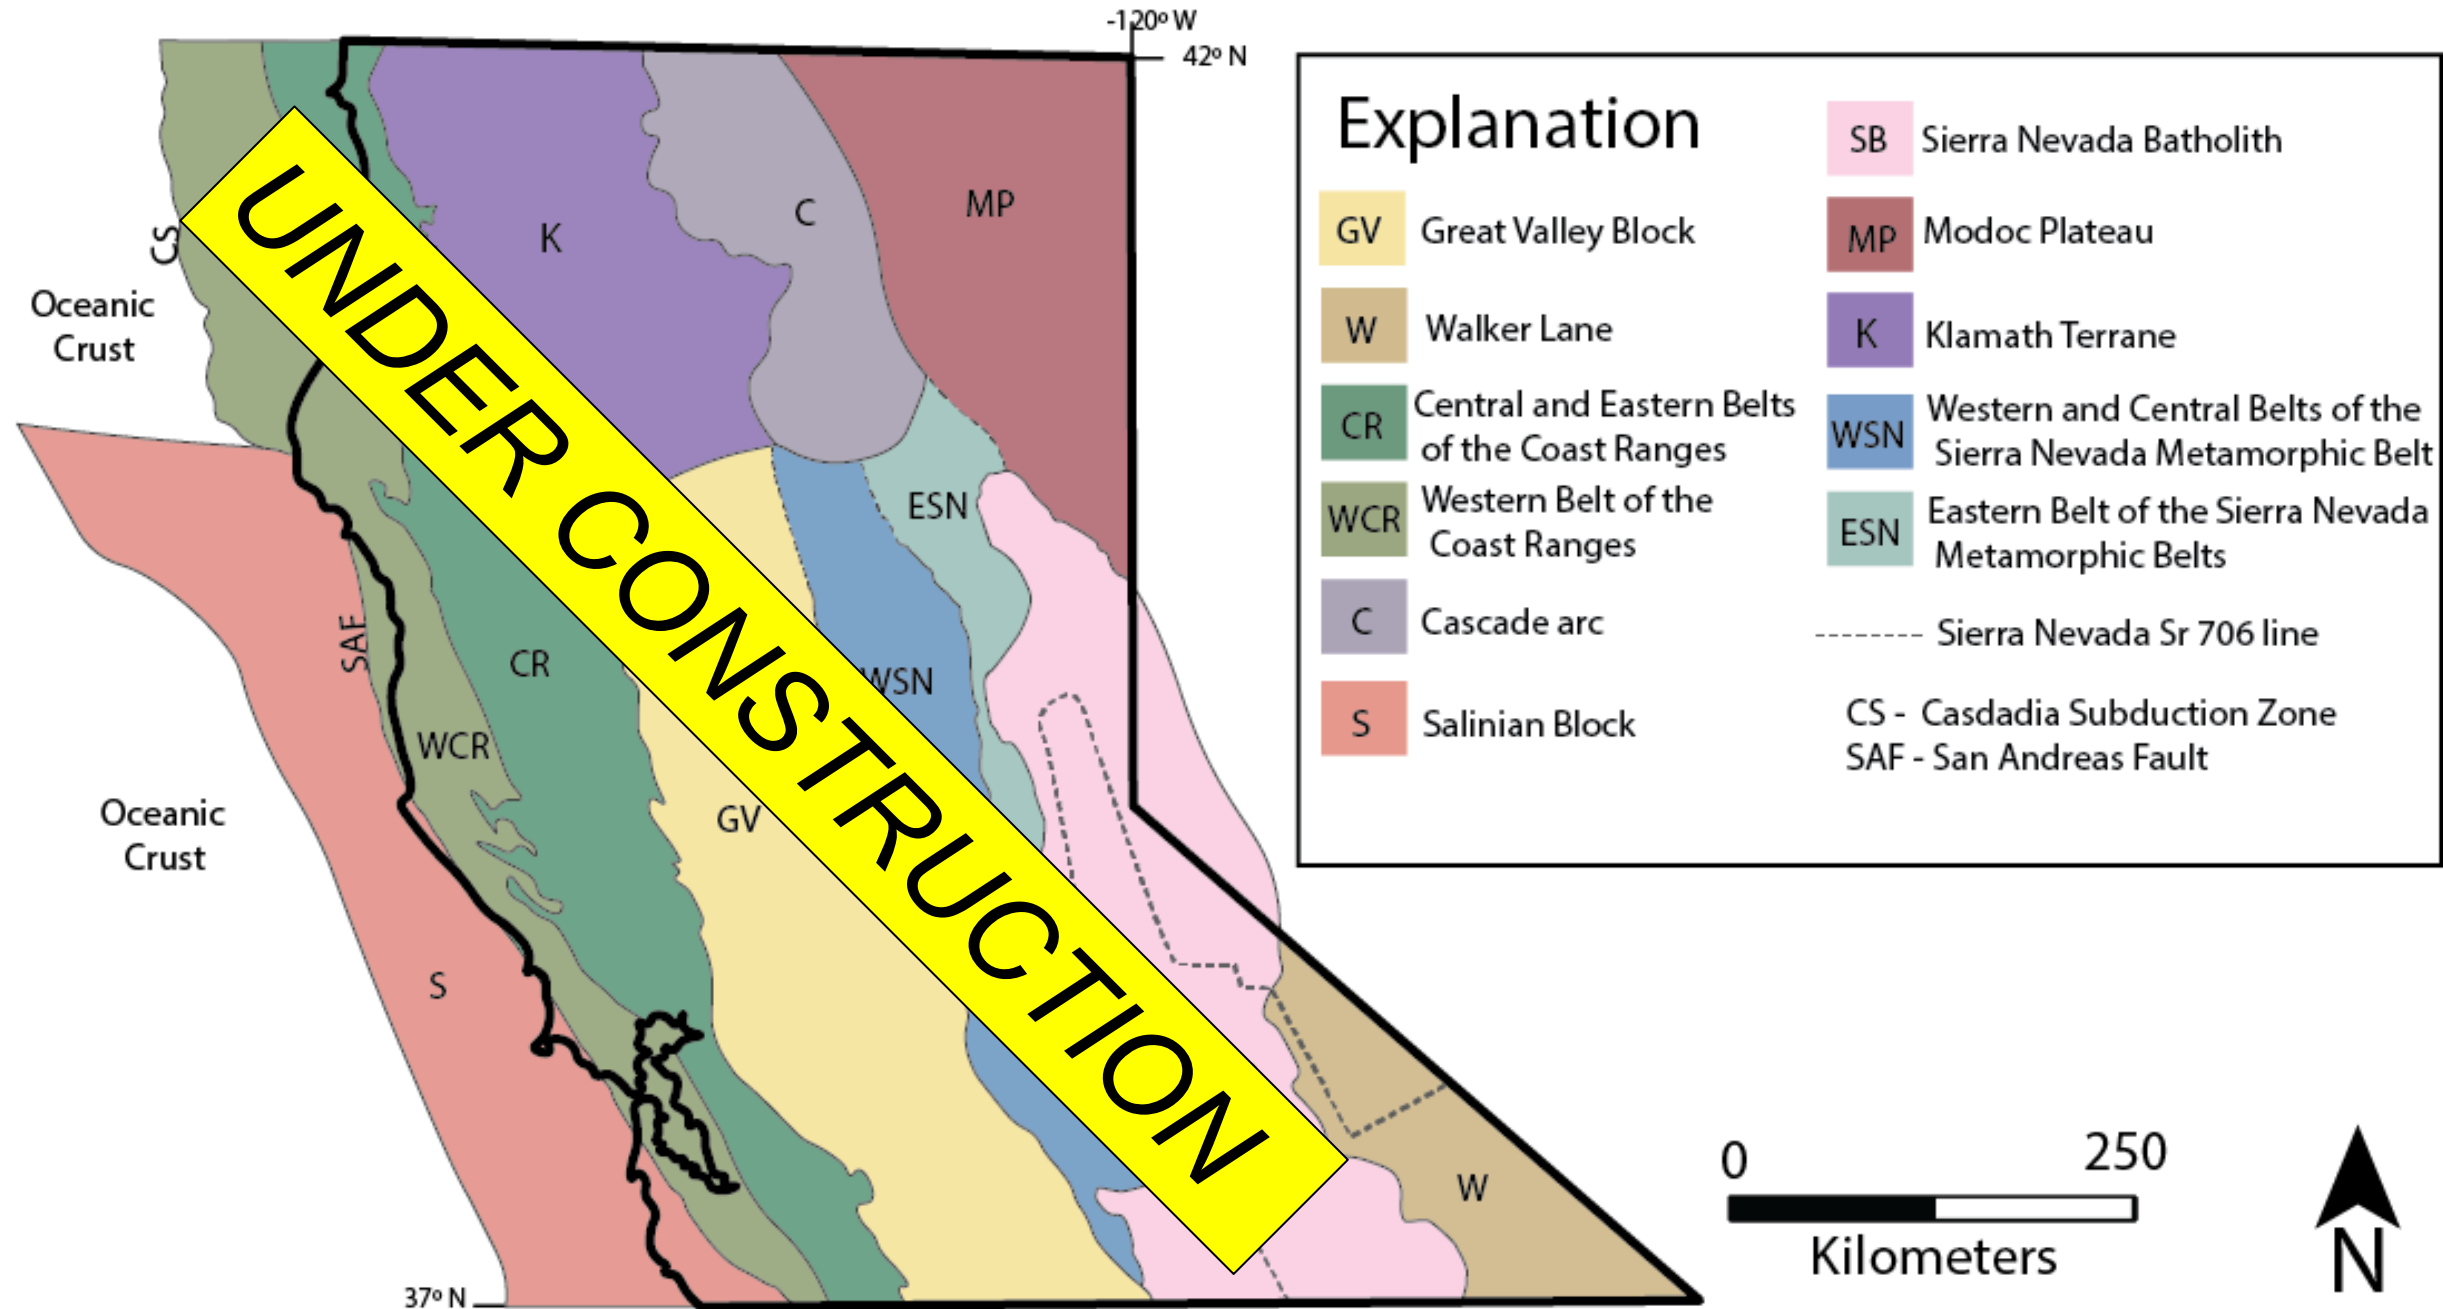 -120º W
42º N
K
C
MP
CS
Oceanic
Crust
UNDER CONSTRUCTION
ESN
SAF
CR
WSN
WCR
GV
Oceanic
Crust
S
W
37º N
Explanation
GV Great Valley Block
W Walker Lane
CR Central and Eastern Belts
of the Coast Ranges
WCR Western Belt of the
Coast Ranges
C Cascade arc
S Salinian Block
SB Sierra Nevada Batholith
MP Modoc Plateau
K Klamath Terrane
WSN Western and Central Belts of the
Sierra Nevada Metamorphic Belt
ESN Eastern Belt of the Sierra Nevada
Metamorphic Belts
Sierra Nevada Sr 706 line
CS - Casdadia Subduction Zone
SAF - San Andreas Fault
0 250
Kilometers
N